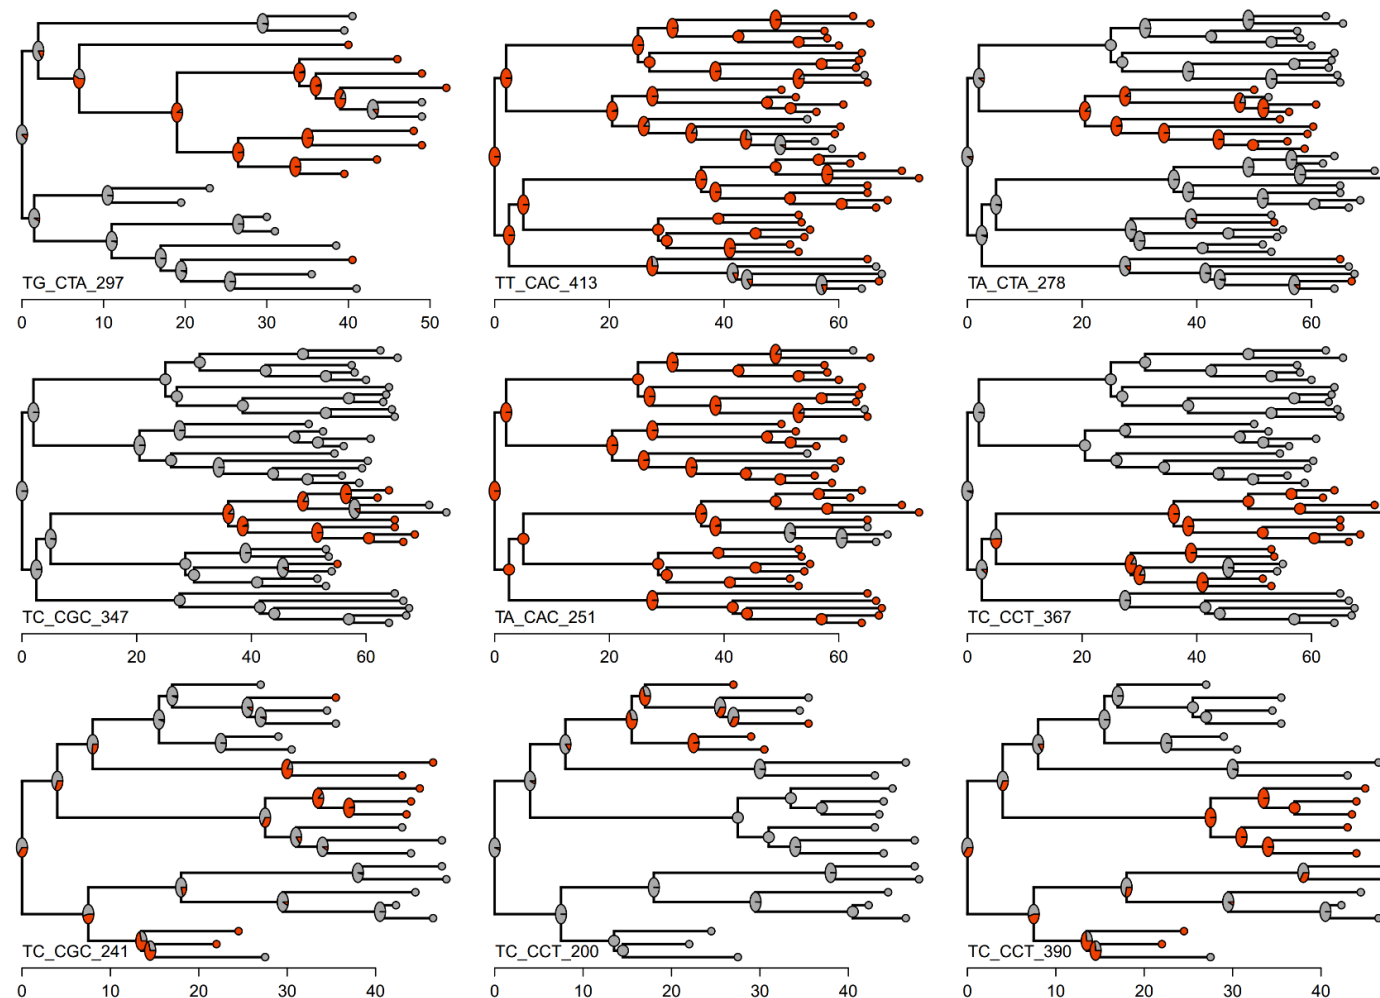 TG_CTA_297 TT_CAC_413 TA_CTA_278
0 10 20 30 40 50 0 20 40 60 0 20 40 60
TC_CGC_347 TA_CAC_251 TC_CCT_367
0 20 40 60 0 20 40 60 0 20 40 60
TC_CGC_241 TC_CCT_200 TC_CCT_390
0 10 20 30 40 0 10 20 30 40 0 10 20 30 40